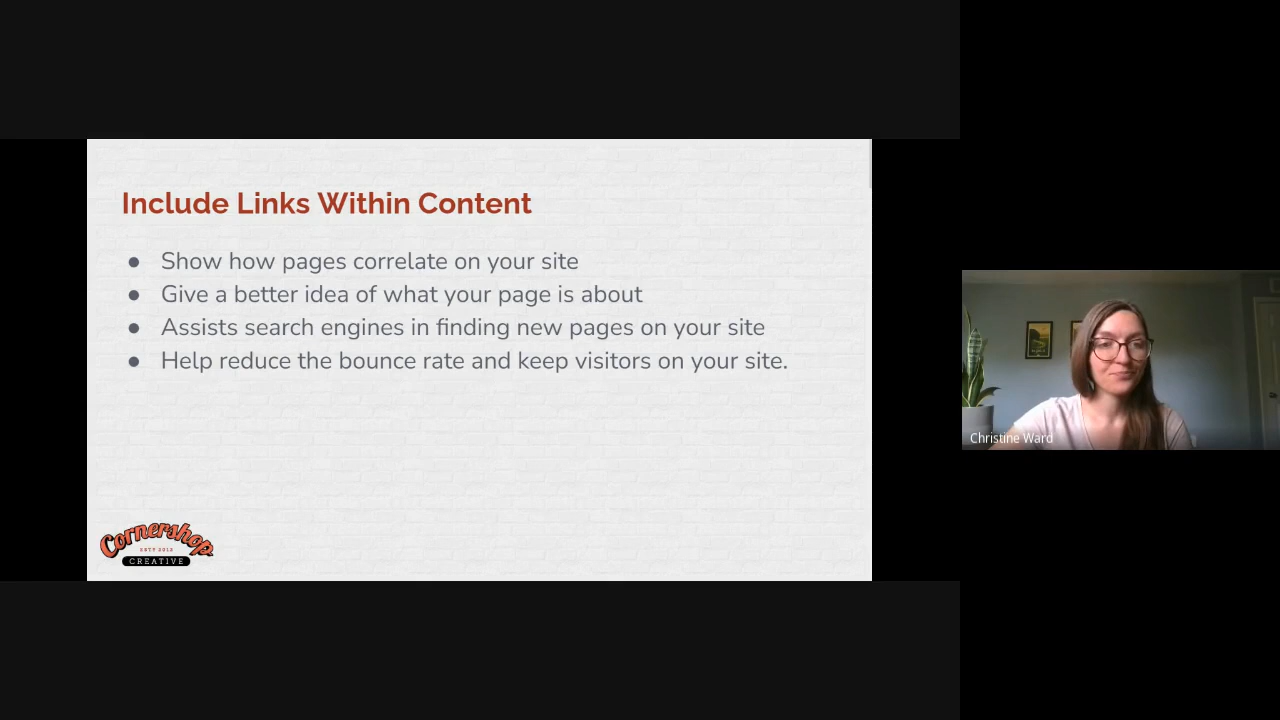 Include Links Within Content
● Show how pages correlate on your site
● Give a better idea of what your page is about
● Assists search engines in finding new pages on your site
● Help reduce the bounce rate and keep visitors on your site.
Cornershop
ESTD 2012
CREATIVE
Christine Ward